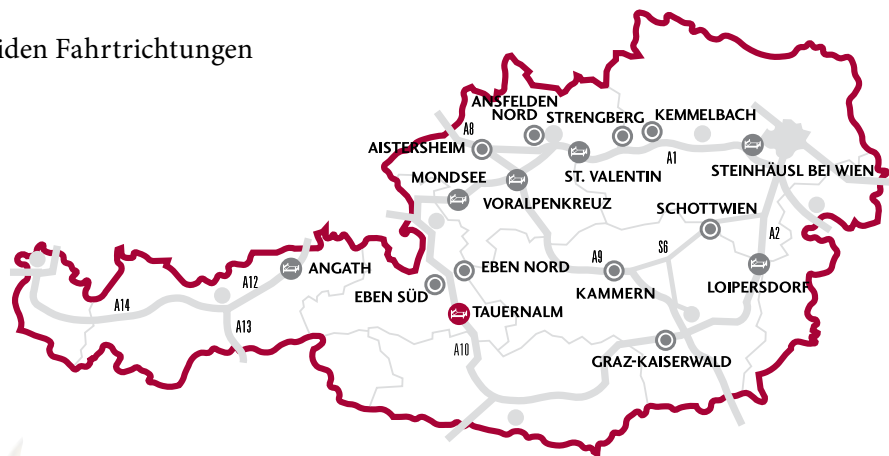 iden Fahrtrichtungen
ANSFELDEN
NORD
STRENGBERG
KEMMELBACH
A8
AISTERSHEIM
A1
MONDSEE
ST. VALENTIN
STEINHÄUSL BEI WIEN
VORALPENKREUZ
SCHOTTWIEN
A2
S6
A9
ANGATH
EBEN NORD
A12
EBEN SÜD
KAMMERN
LOIPERSDORF
A14
TAUERNALM
A13
A10
GRAZ-KAISERWALD